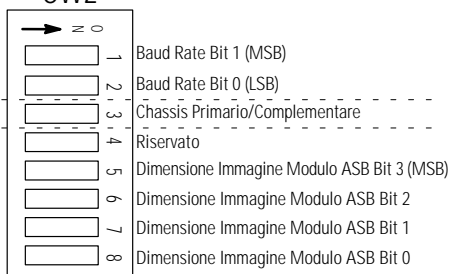 SW2
ON
1 Baud Rate Bit 1 (MSB)
2 Baud Rate Bit 0 (LSB)
3 Chassis Primario/Complementare
4 Riservato
5 Dimensione Immagine Modulo ASB Bit 3 (MSB)
6 Dimensione Immagine Modulo ASB Bit 2
7 Dimensione Immagine Modulo ASB Bit 1
8 Dimensione Immagine Modulo ASB Bit 0